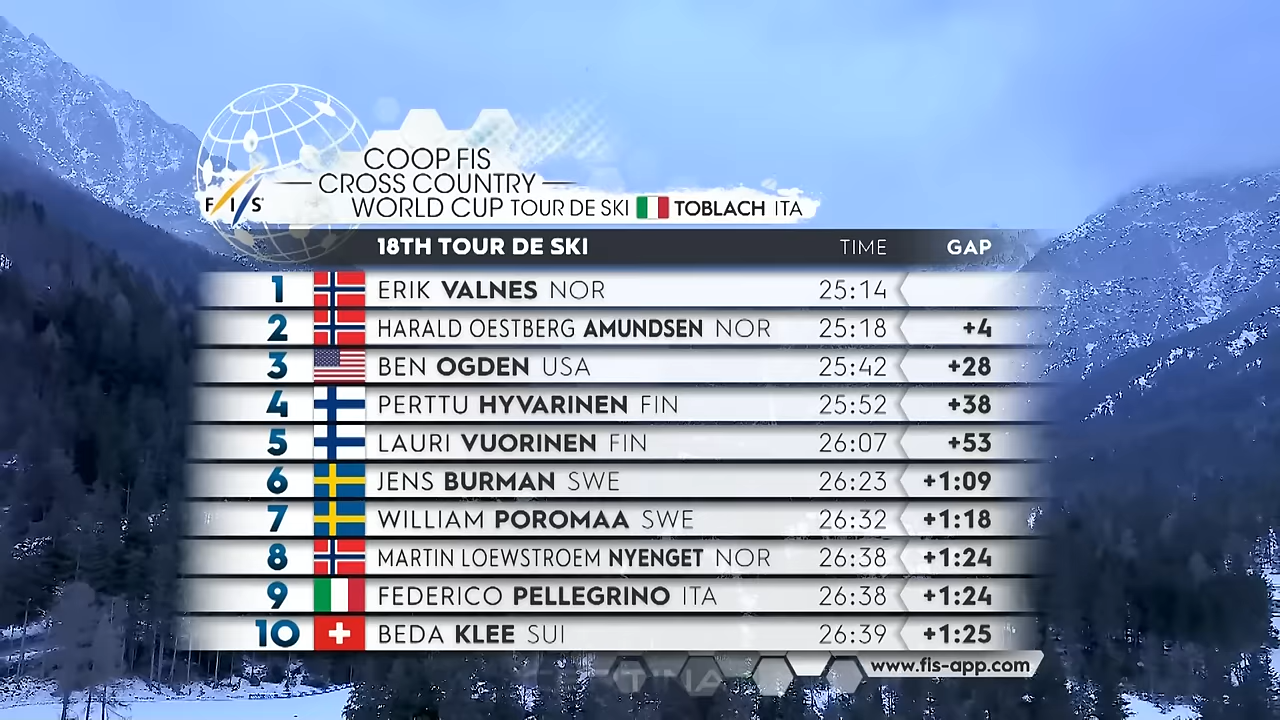 COOP FIS
CROSS COUNTRY
WORLD CUP TOUR DE SKI TOBLACH ITA
FIS
18TH TOUR DE SKI TIME GAP
1 ERIK VALNES NOR 25:14
2 HARALD OESTBERG AMUNDSEN NOR 25:18 +4
3 BEN OGDEN USA 25:42 +28
4 PERTTU HYVARINEN FIN 25:52 +38
5 LAURI VUORINEN FIN 26:07 +53
6 JENS BURMAN SWE 26:23 +1:09
7 WILLIAM POROMAA SWE 26:32 +1:18
8 MARTIN LOEWSTROEM NYENGET NOR 26:38 +1:24
9 FEDERICO PELLEGRINO ITA 26:38 +1:24
10 BEDA KLEE SUI 26:39 +1:25
www.fis-app.com